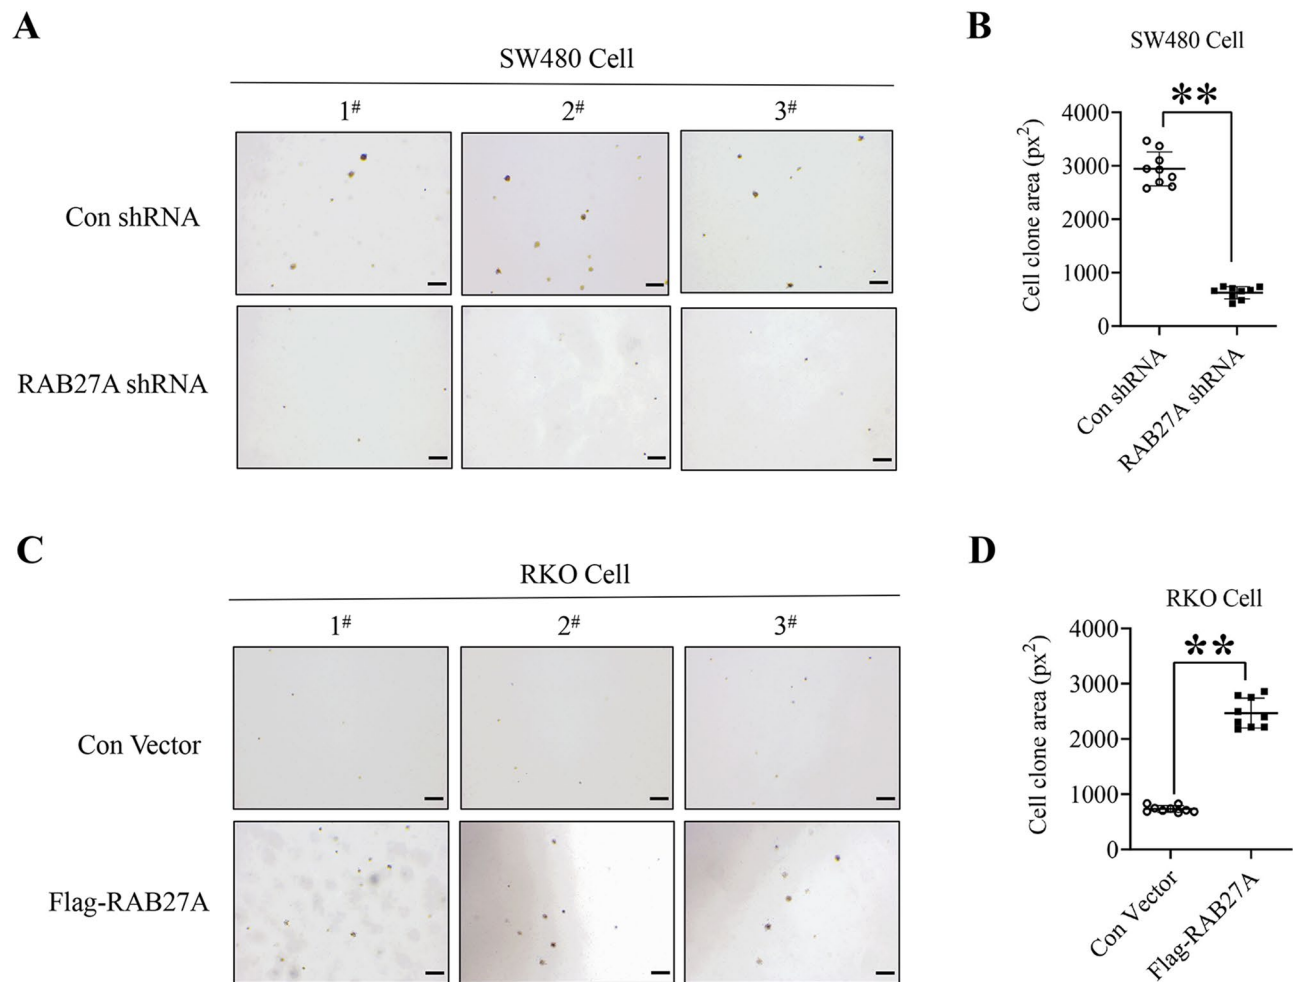 A
SW480 Cell
1# 2# 3#
Con shRNA
RAB27A shRNA
B
SW480 Cell
**
Cell clone area (px²)
4000
3000
2000
1000
0
Con shRNA
RAB27A shRNA
C
RKO Cell
1# 2# 3#
Con Vector
Flag-RAB27A
D
RKO Cell
**
Cell clone area (px²)
4000
3000
2000
1000
0
Con Vector
Flag-RAB27A